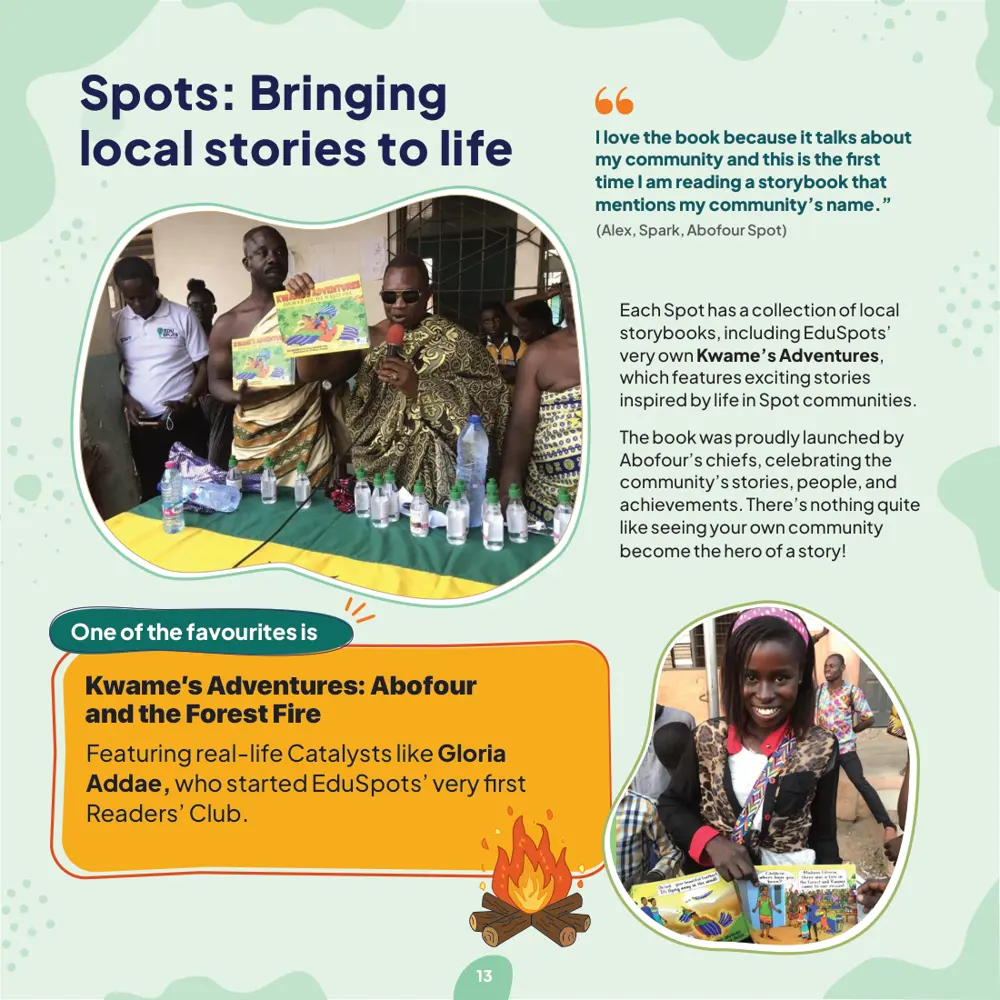 Spots: Bringing
local stories to life
I love the book because it talks about
my community and this is the first
time I am reading a storybook that
mentions my community’s name.”
(Alex, Spark, Abofour Spot)
KWAME'S ADVENTURES
EDU
SPOTS
Each Spot has a collection of local
storybooks, including EduSpots’
very own Kwame’s Adventures,
which features exciting stories
inspired by life in Spot communities.
The book was proudly launched by
Abofour’s chiefs, celebrating the
community’s stories, people, and
achievements. There’s nothing quite
like seeing your own community
become the hero of a story!
One of the favourites is
Kwame’s Adventures: Abofour
and the Forest Fire
Featuring real-life Catalysts like Gloria
Addae, who started EduSpots’ very first
Readers’ Club.
13